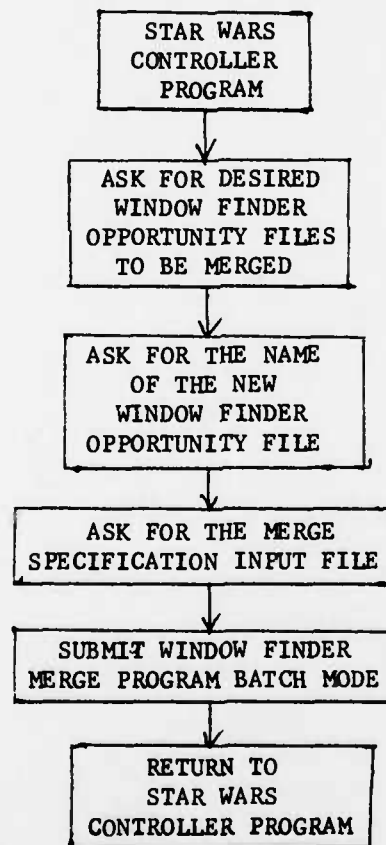 STAR WARS
CONTROLLER
PROGRAM
ASK FOR DESIRED
WINDOW FINDER
OPPORTUNITY FILES
TO BE MERGED
ASK FOR THE NAME
OF THE NEW
WINDOW FINDER
OPPORTUNITY FILE
ASK FOR THE MERGE
SPECIFICATION INPUT FILE
SUBMIT WINDOW FINDER
MERGE PROGRAM BATCH MODE
RETURN TO
STAR WARS
CONTROLLER PROGRAM